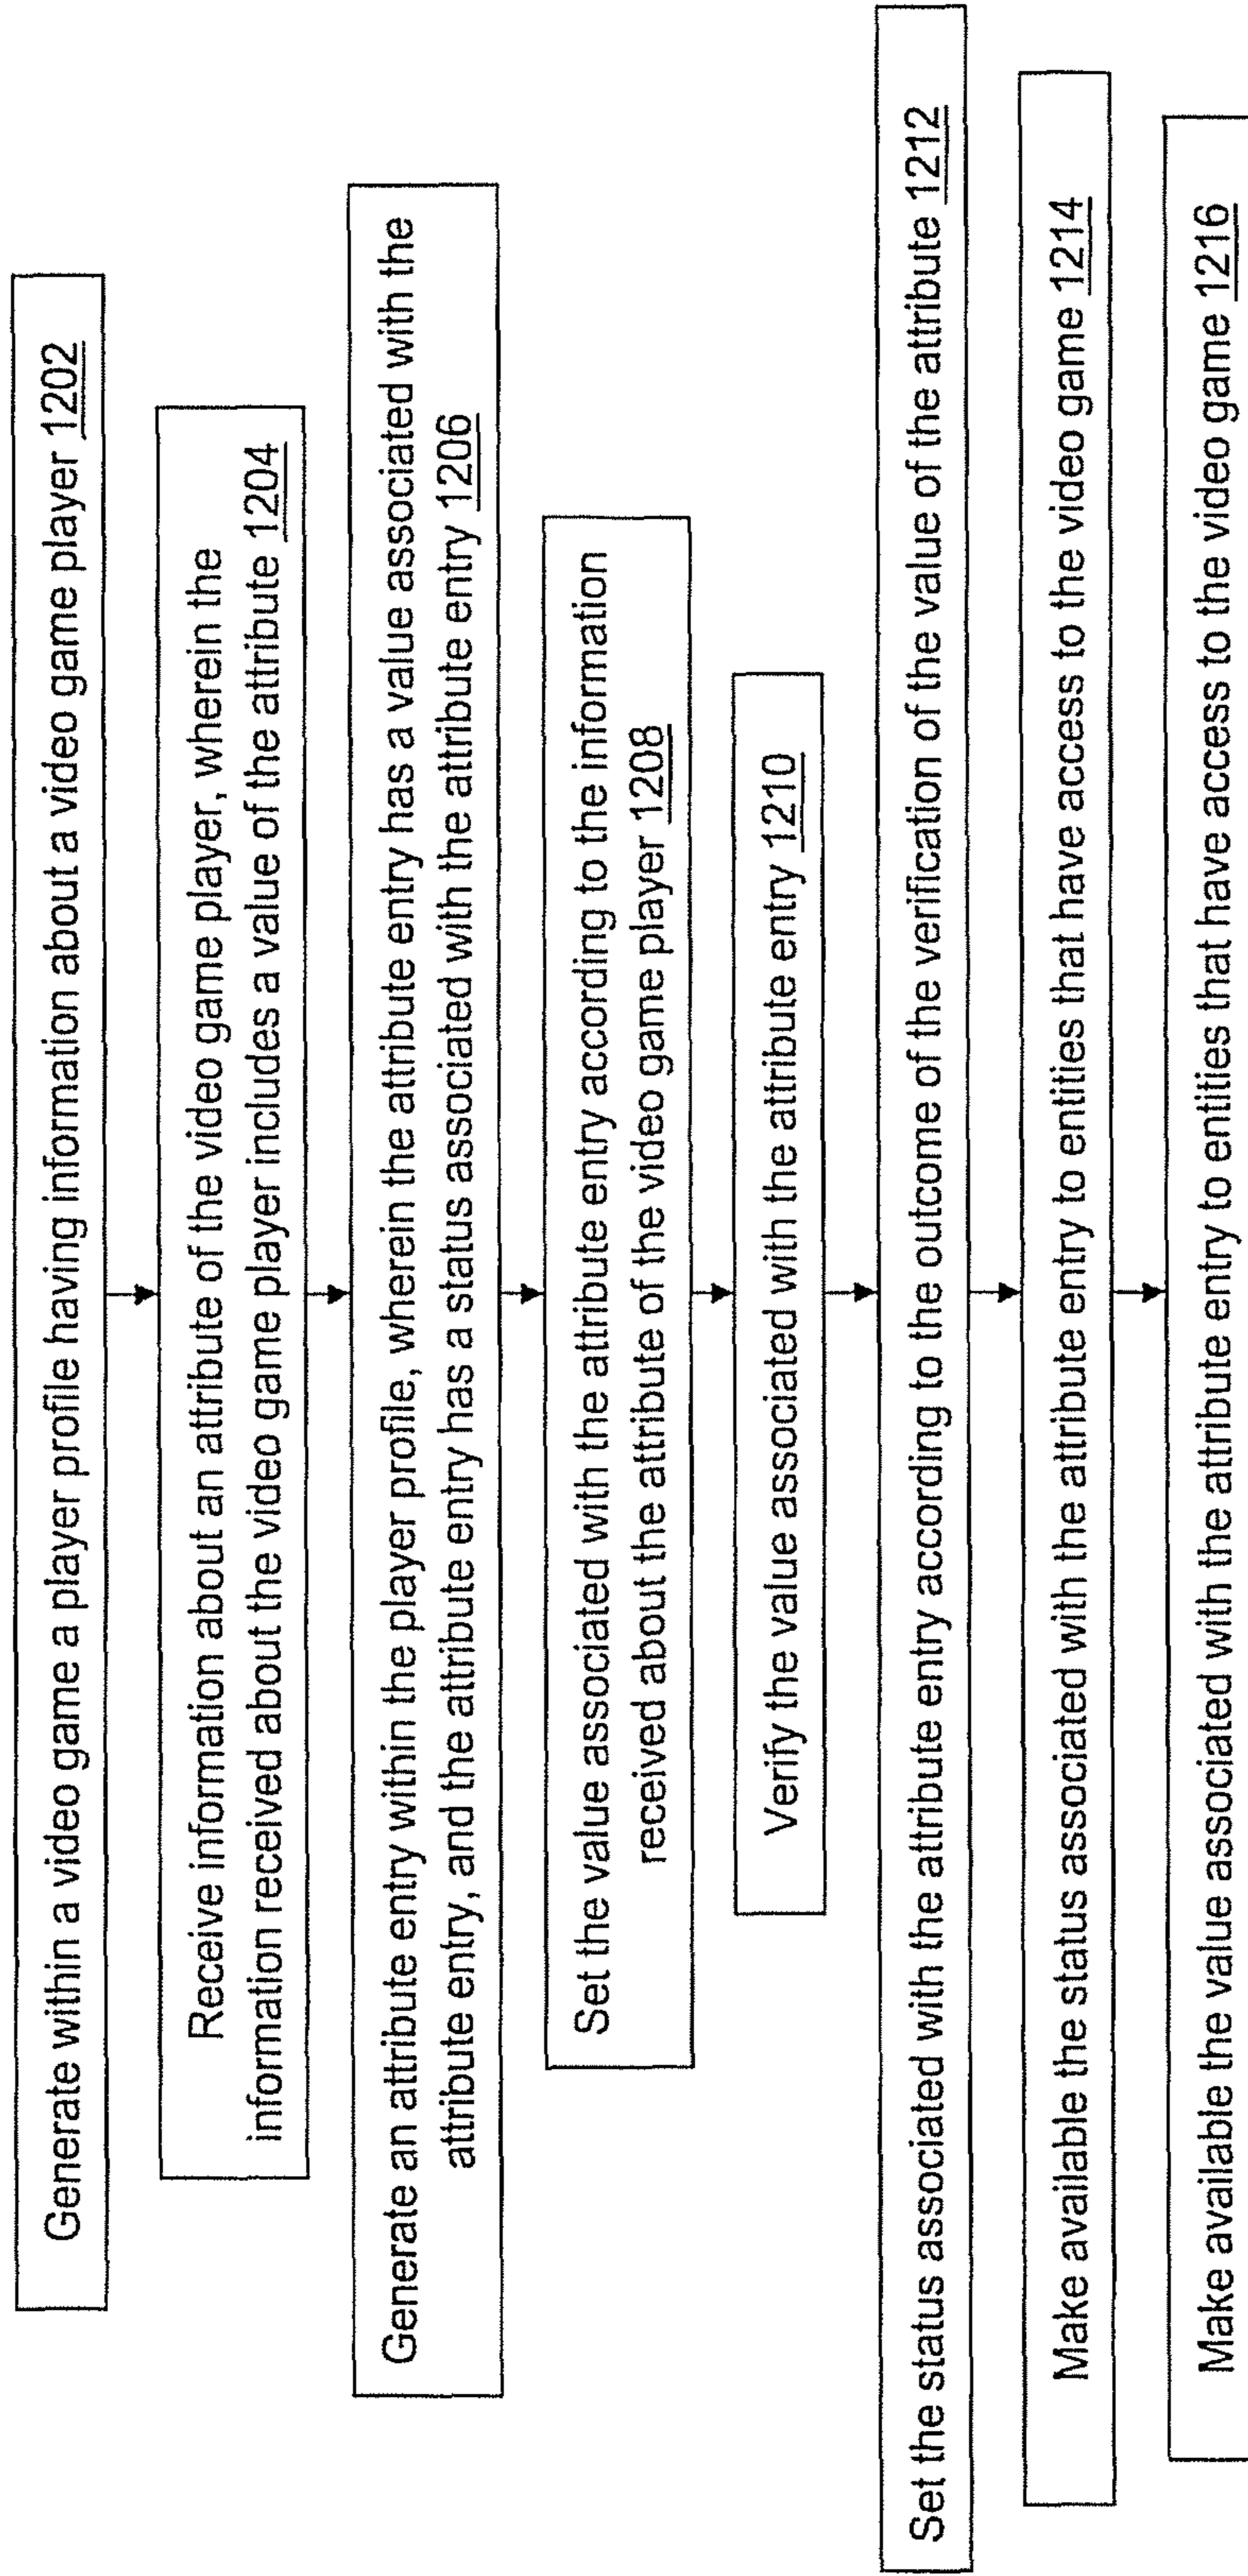 Generate within a video game a player profile having information about a video game player 1202
Receive information about an attribute of the video game player, wherein the
information received about the video game player includes a value of the attribute 1204
Generate an attribute entry within the player profile, wherein the attribute entry has a value associated with the
attribute entry, and the attribute entry has a status associated with the attribute entry 1206
Set the value associated with the attribute entry according to the information
received about the attribute of the video game player 1208
Verify the value associated with the attribute entry 1210
Set the status associated with the attribute entry according to the outcome of the verification of the value of the attribute 1212
Make available the status associated with the attribute entry to entities that have access to the video game 1214
Make available the value associated with the attribute entry to entities that have access to the video game 1216